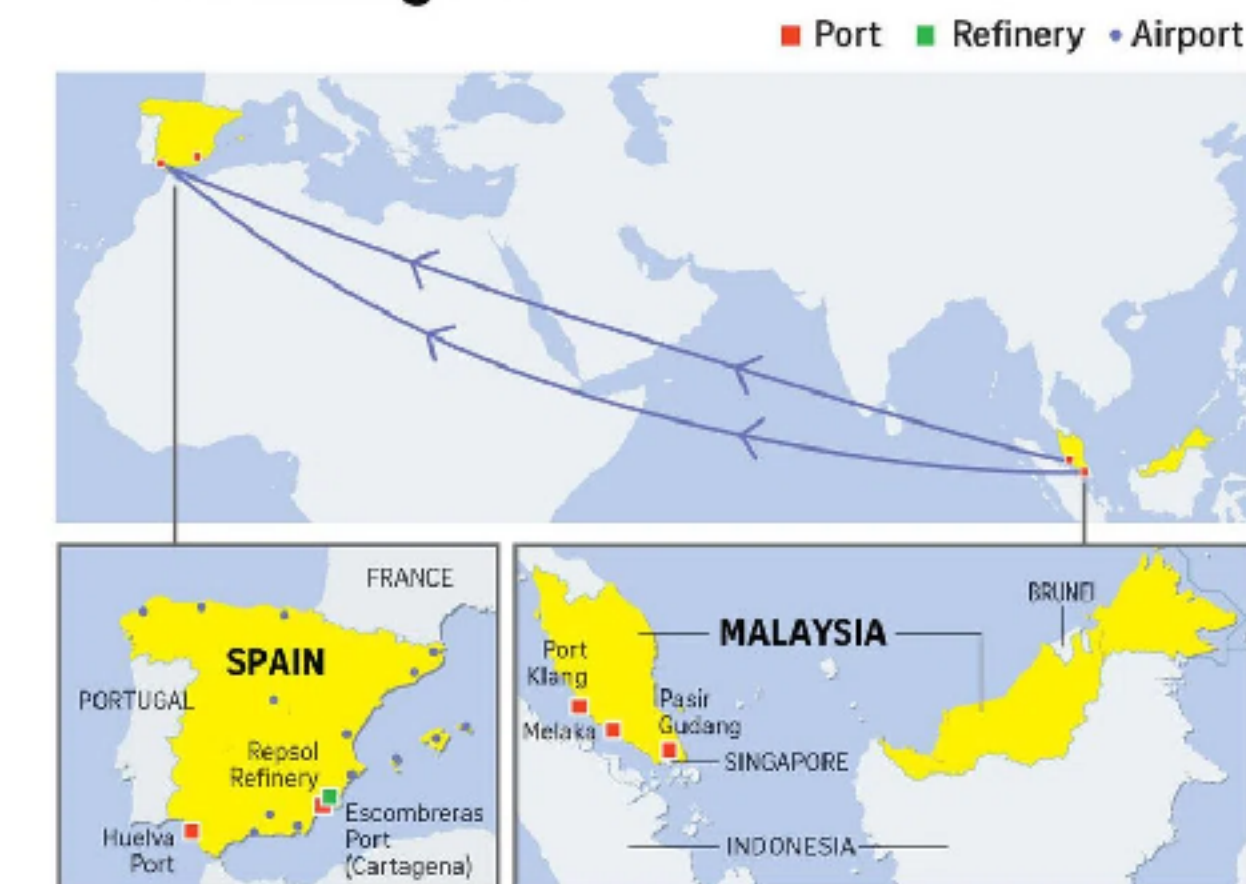 Port Refinery Airport
FRANCE
SPAIN
PORTUGAL
Repsol
Refinery
Escombreras
Port
(Cartagena)
Huelva
Port
BRUNEI
MALAYSIA
Port
Klang
Pasir
Gudang
Melaka
SINGAPORE
INDONESIA